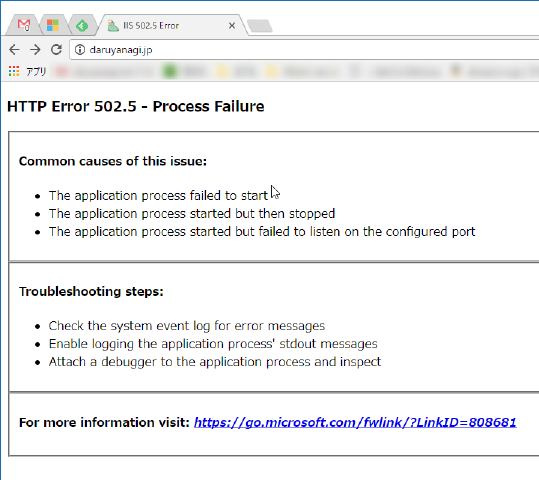 IIS 502.5 Error
daruyanagi.jp
アプリ
HTTP Error 502.5 - Process Failure
Common causes of this issue:
• The application process failed to start
• The application process started but then stopped
• The application process started but failed to listen on the configured port
Troubleshooting steps:
• Check the system event log for error messages
• Enable logging the application process' stdout messages
• Attach a debugger to the application process and inspect
For more information visit: https://go.microsoft.com/fwlink/?LinkID=808681